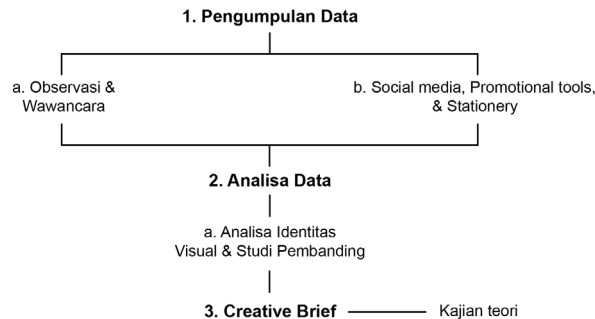 1. Pengumpulan Data
a. Observasi &
Wawancara
b. Social media, Promotional tools,
& Stationery
2. Analisa Data
a. Analisa Identitas
Visual & Studi Pembanding
3. Creative Brief
Kajian teori